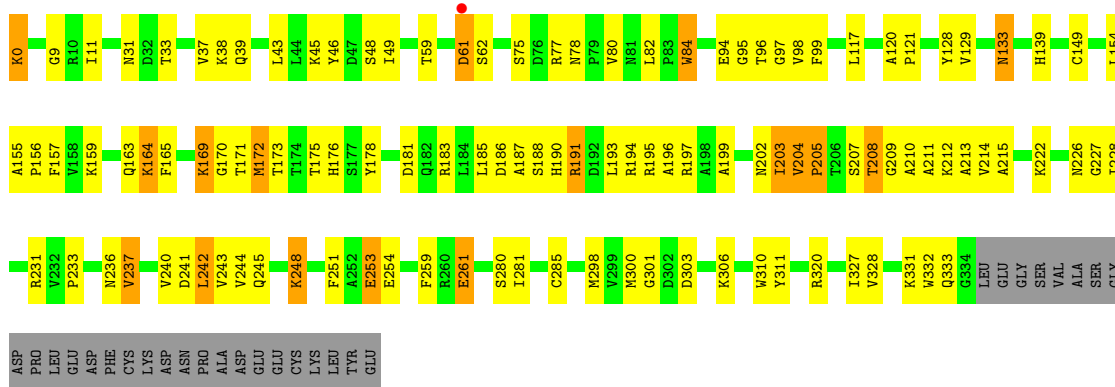 K0 G9 R10 I11 N31 D32 T33 V37 K38 Q39 L43 L44 K45 Y46 D47 S48 I49 T59 D61 S62 S75 D76 R77 N78 P79 V80 N81 L82 P83 W84 E94 G95 T96 G97 V98 F99 L117 A120 P121 Y128 V129 N133 H139 C149 L154
A155 P156 F157 V158 K159 Q163 K164 F165 K169 G170 T171 M172 T173 T174 T175 H176 S177 Y178 D181 Q182 R183 L184 L185 D186 A187 S188 H190 R191 D192 L193 R194 R195 A196 R197 A198 A199 N202 I203 V204 P205 T206 S207 T208 G209 A210 A211 K212 A213 V214 A215 K222 N226 G227
R231 V232 P233 N236 V237 V240 D241 L242 V243 V244 Q245 K248 F251 A252 E253 E254 F259 R260 E261 S280 I281 C285 M298 V299 M300 G301 D302 D303 K306 W310 Y311 R320 I327 V328 K331 W332 Q333 G334 LEU GLU GLY SER VAL ALA SER GLY
ASP PRO LEU GLU ASP PHE CYS LYS ASP ASN PRO ALA ASP GLU GLU CYS LYS LEU TYR GLU